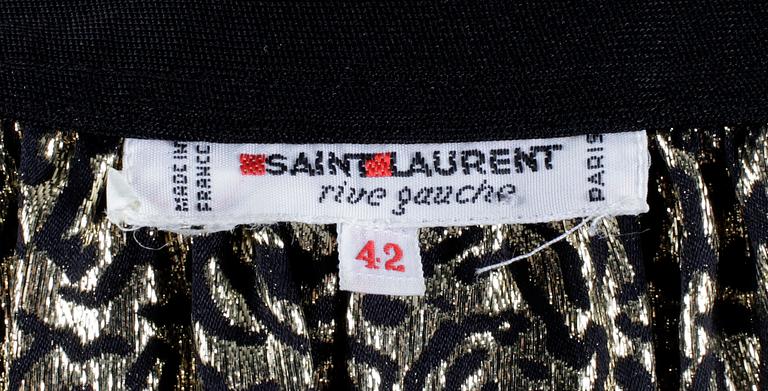 MADE IN
FRANCE
SAINT LAURENT
rive gauche
PARIS
42